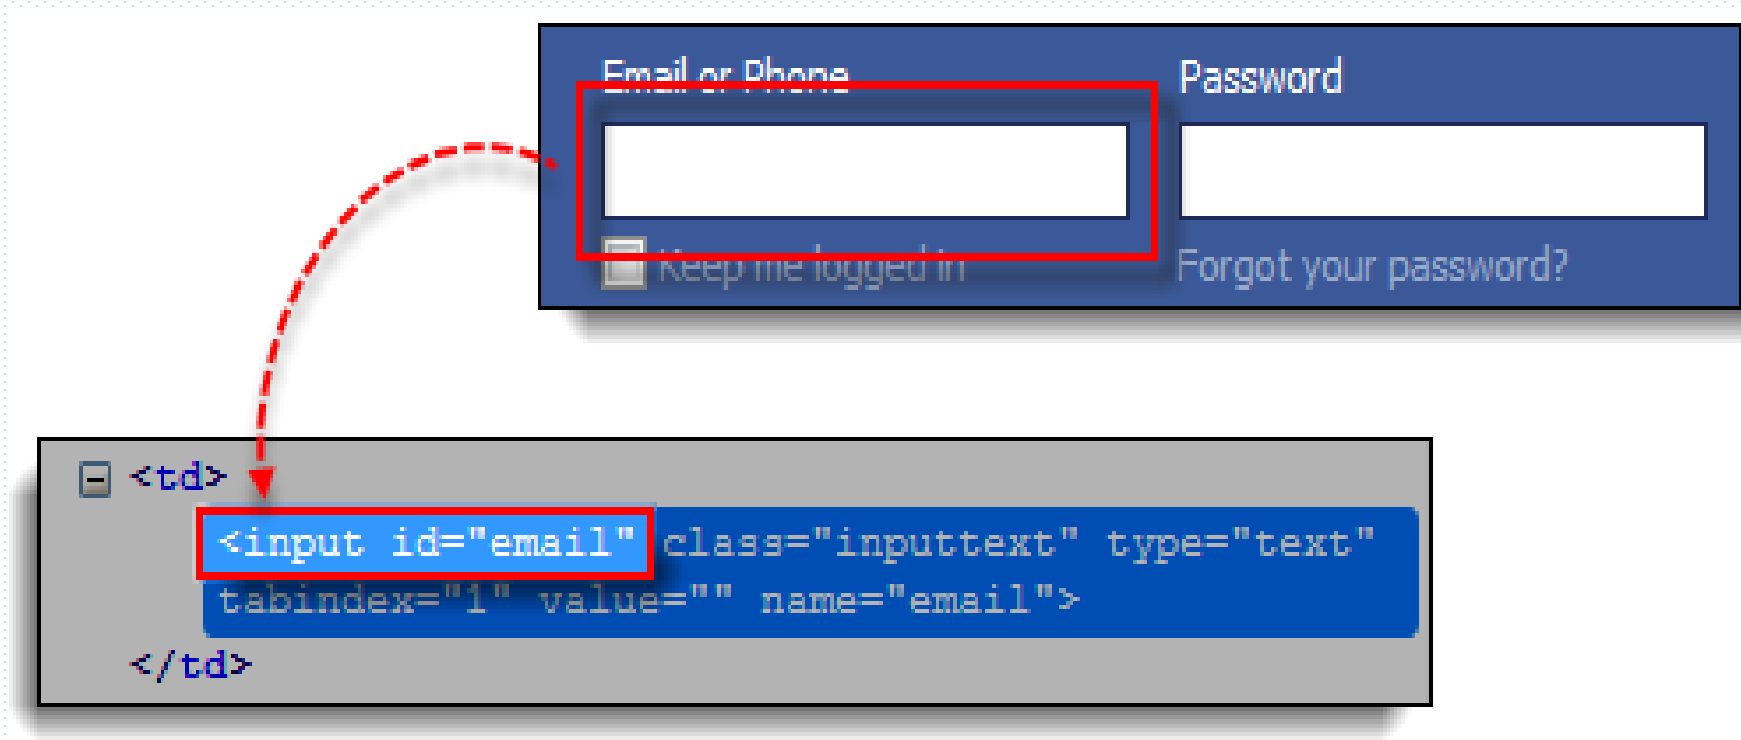 Email or Phone Password
Keep me logged in Forgot your password?
<td>
<input id="email" class="inputtext" type="text"
tabindex="1" value="" name="email">
</td>